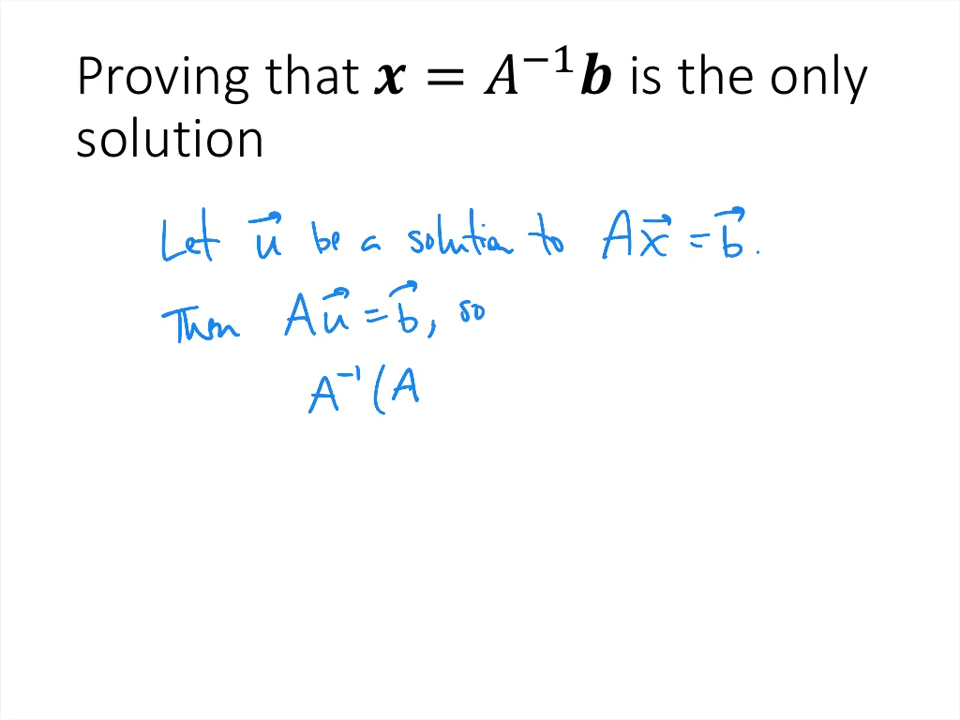 Proving that 𝒙 = A⁻¹𝒃 is the only
solution
Let u⃗ be a solution to Ax⃗ = b⃗.
Then Au⃗ = b⃗, so
A⁻¹(A